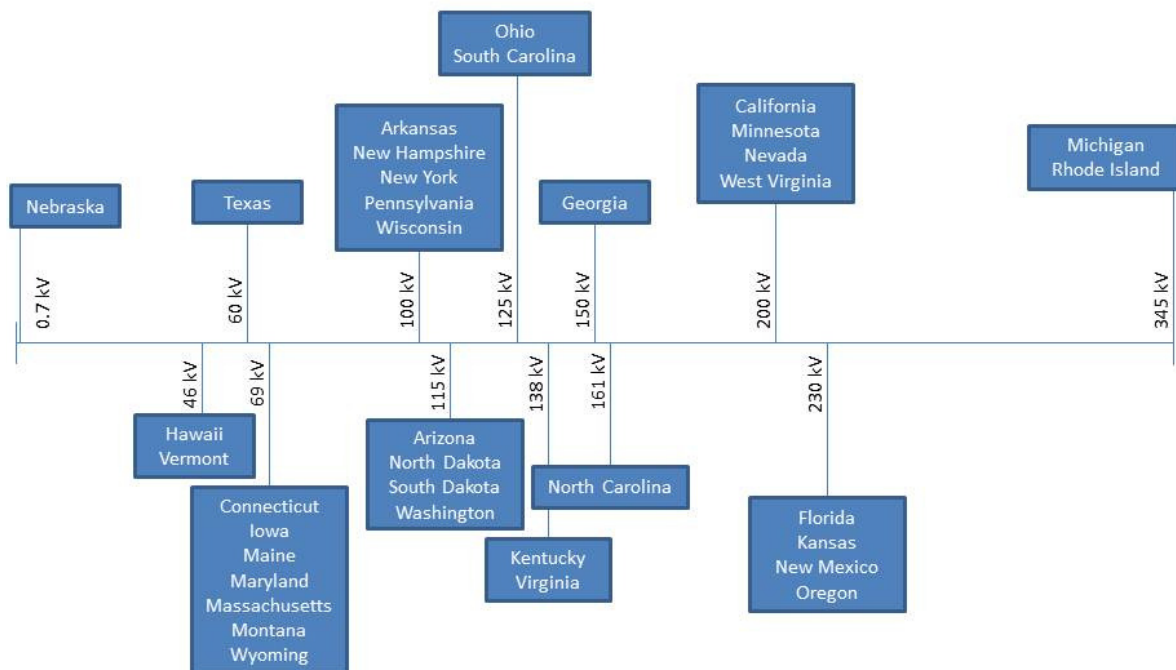 Ohio
South Carolina
Arkansas
New Hampshire
New York
Pennsylvania
Wisconsin
California
Minnesota
Nevada
West Virginia
Michigan
Rhode Island
Nebraska
Texas
Georgia
0.7 kV
60 kV
100 kV
125 kV
150 kV
200 kV
345 kV
46 kV
69 kV
115 kV
138 kV
161 kV
230 kV
Hawaii
Vermont
Arizona
North Dakota
South Dakota
Washington
North Carolina
Connecticut
Iowa
Maine
Maryland
Massachusetts
Montana
Wyoming
Kentucky
Virginia
Florida
Kansas
New Mexico
Oregon